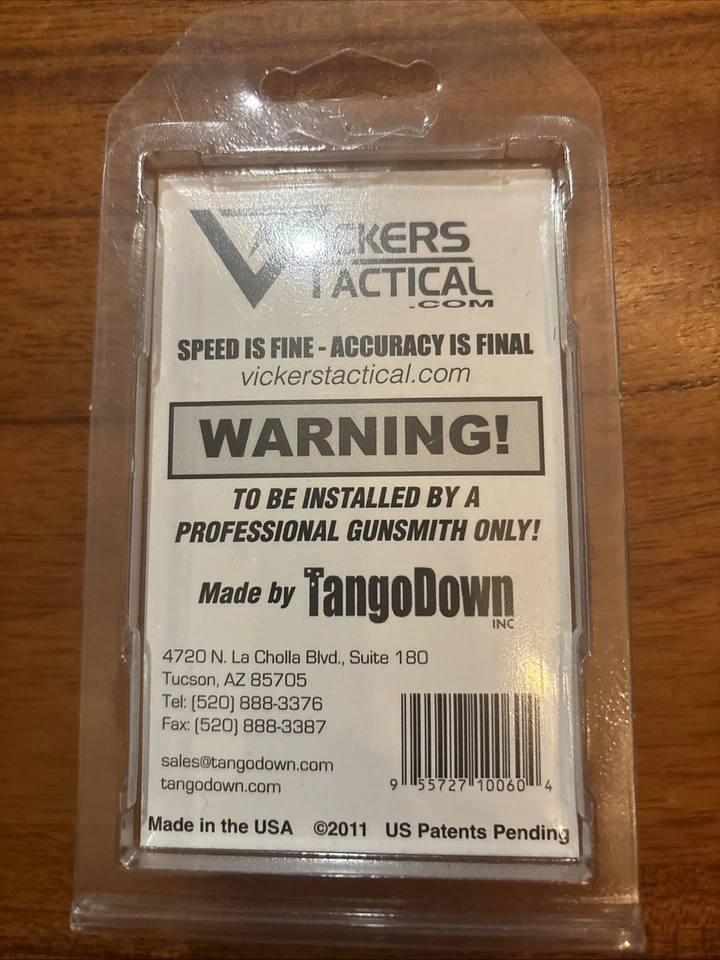 VICKERS
TACTICAL
.COM
SPEED IS FINE - ACCURACY IS FINAL
vickerstactical.com
WARNING!
TO BE INSTALLED BY A
PROFESSIONAL GUNSMITH ONLY!
Made by TangoDown
INC
4720 N. La Cholla Blvd., Suite 180
Tucson, AZ 85705
Tel: (520) 888-3376
Fax: (520) 888-3387
sales@tangodown.com
tangodown.com
9 55727 10060 4
Made in the USA ©2011 US Patents Pending